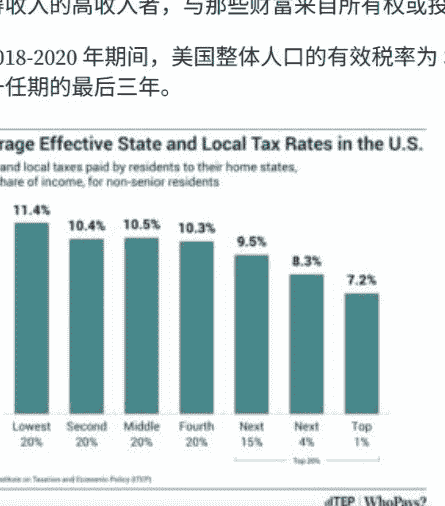 得收入的高收入者，与那些财富来自所有权或投
018-2020 年期间，美国整体人口的有效税率为
一任期的最后三年。
rage Effective State and Local Tax Rates in the U.S.
and local taxes paid by residents to their home states,
hare of income, for non-senior residents
11.4%
10.4% 10.5% 10.3%
9.5%
8.3%
7.2%
Lowest Second Middle Fourth Next Next Top
20% 20% 20% 20% 15% 4% 1%
Top 20%
nstitute on Taxation and Economic Policy (ITEP)
ITEP WhoPays?